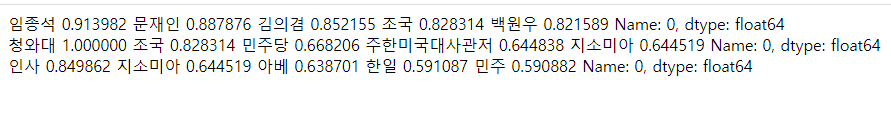 임종석 0.913982 문재인 0.887876 김의겸 0.852155 조국 0.828314 백원우 0.821589 Name: 0, dtype: float64
청와대 1.000000 조국 0.828314 민주당 0.668206 주한미국대사관저 0.644838 지소미아 0.644519 Name: 0, dtype: float64
인사 0.849862 지소미아 0.644519 아베 0.638701 한일 0.591087 민주 0.590882 Name: 0, dtype: float64